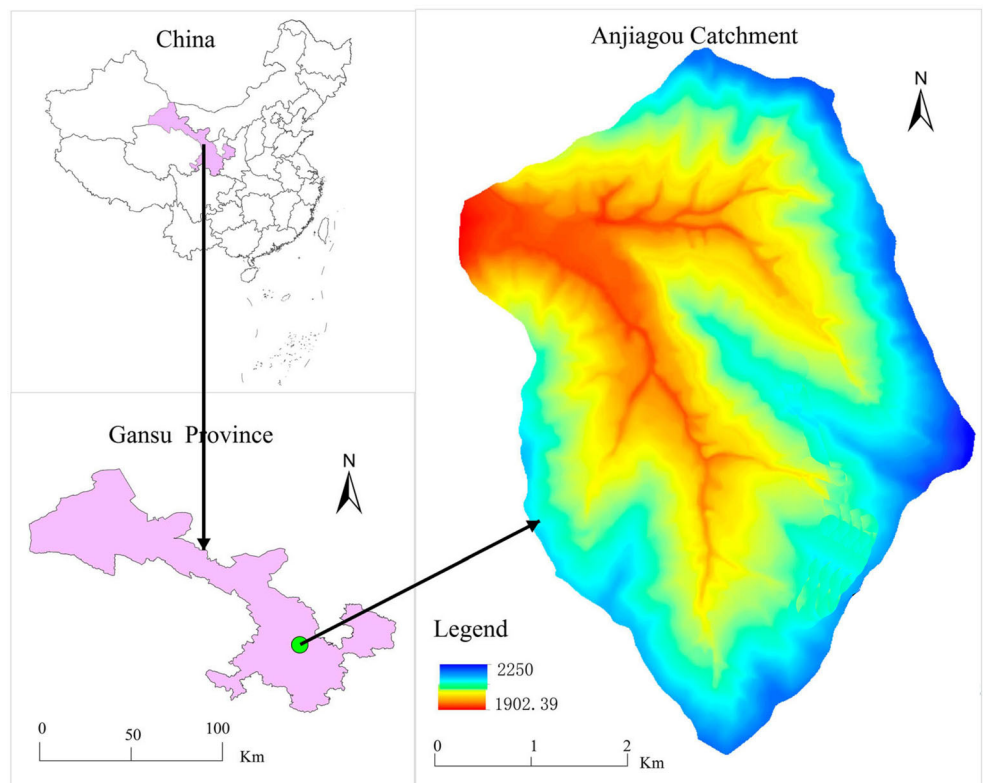 China
Gansu Province
N
0 50 100
Km
Anjiagou Catchment
N
Legend
2250
1902.39
0 1 2
Km